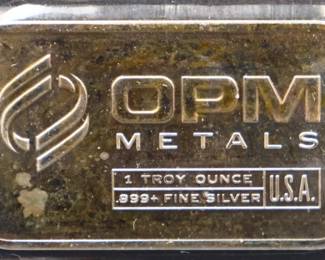 OPM
METALS
1 TROY OUNCE
.999+ FINE SILVER
U.S.A.